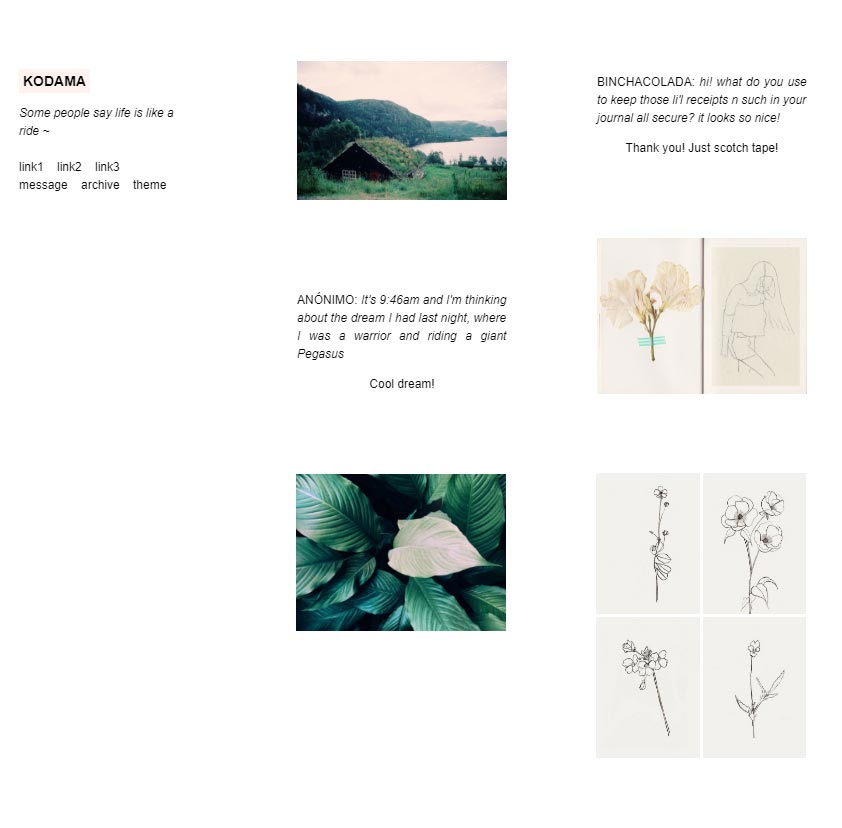 KODAMA
Some people say life is like a
ride ~
link1 link2 link3
message archive theme
ANÓNIMO: It's 9:46am and I'm thinking
about the dream I had last night, where
I was a warrior and riding a giant
Pegasus
Cool dream!
BINCHACOLADA: hi! what do you use
to keep those li'l receipts n such in your
journal all secure? it looks so nice!
Thank you! Just scotch tape!